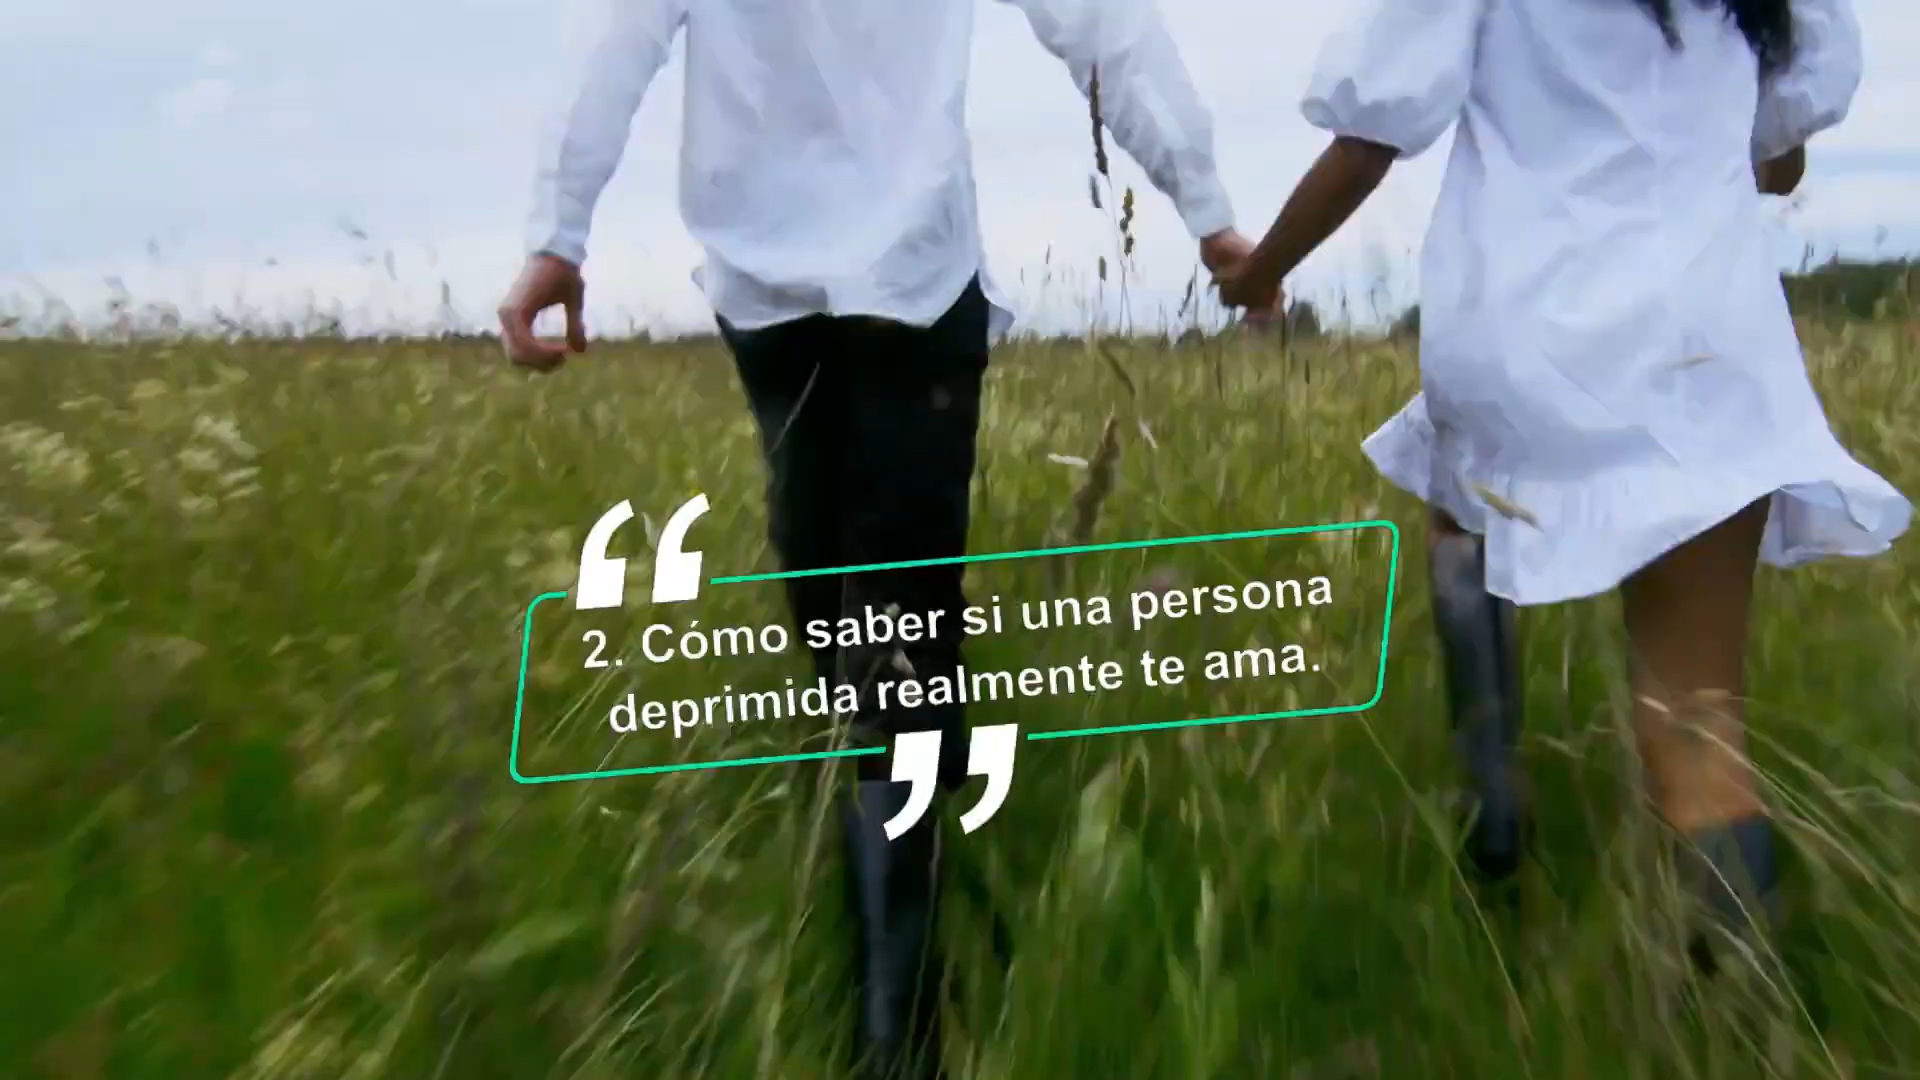 “
2. Cómo saber si una persona
deprimida realmente te ama.
”